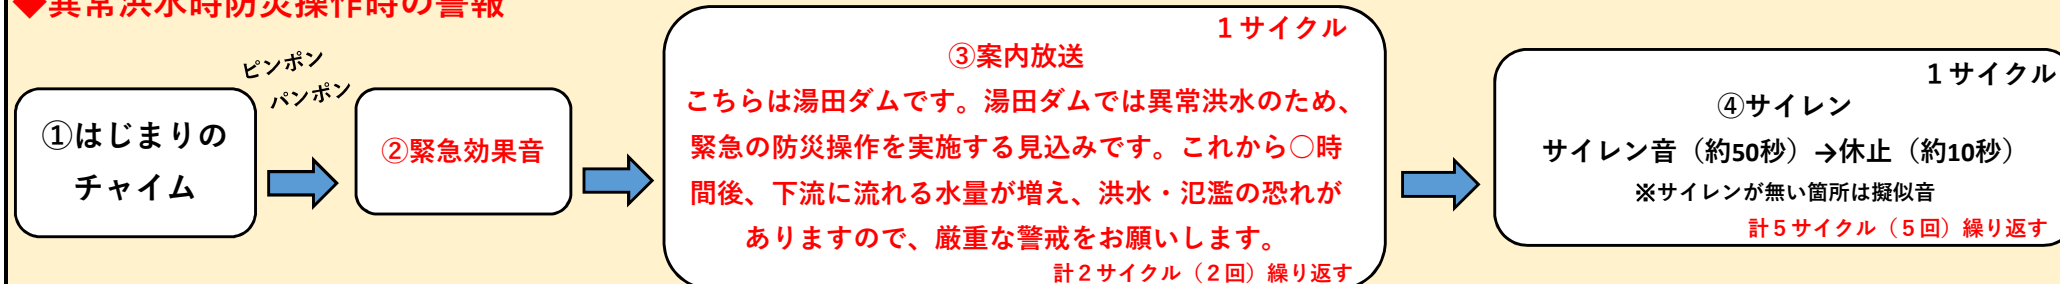 ◆異常洪水時防災操作時の警報
①はじまりの
チャイム
ピンポン
パンポン
②緊急効果音
1サイクル
③案内放送
こちらは湯田ダムです。湯田ダムでは異常洪水のため、
緊急の防災操作を実施する見込みです。これから○時
間後、下流に流れる水量が増え、洪水・氾濫の恐れが
ありますので、厳重な警戒をお願いします。
計2サイクル（2回）繰り返す
1サイクル
④サイレン
サイレン音（約50秒）→休止（約10秒）
※サイレンが無い箇所は擬似音
計5サイクル（5回）繰り返す